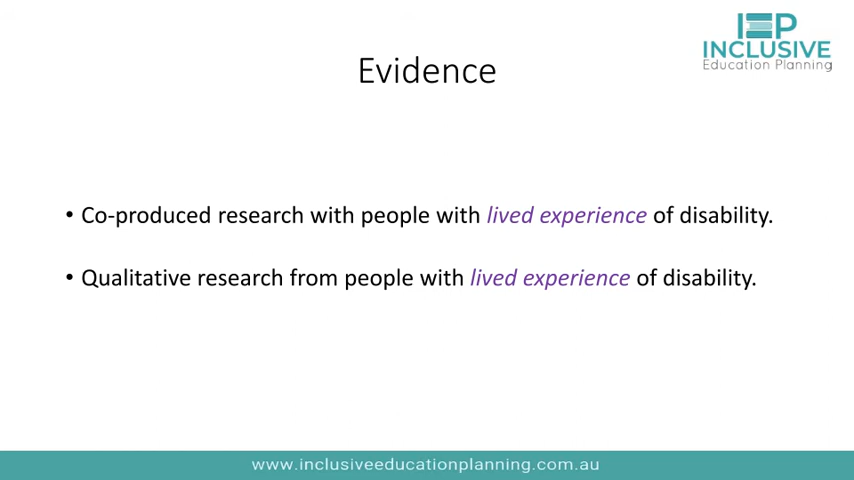 IEP
INCLUSIVE
Education Planning
Evidence
• Co-produced research with people with lived experience of disability.
• Qualitative research from people with lived experience of disability.
www.inclusiveeducationplanning.com.au